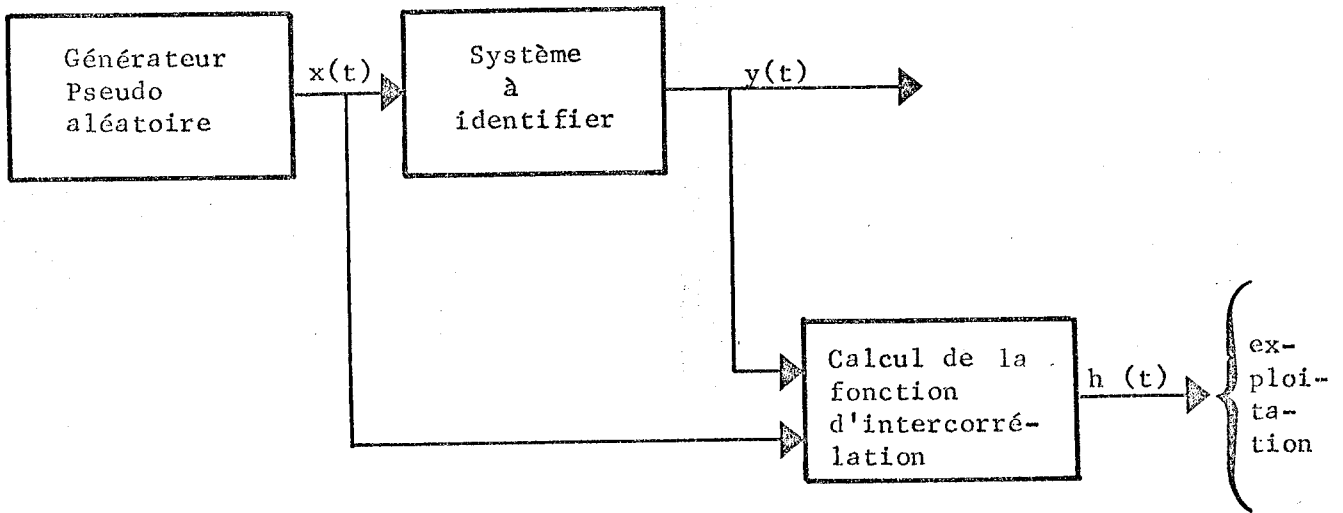 Générateur
Pseudo
aléatoire
x(t)
Système
à
identifier
y(t)
Calcul de la
fonction
d'intercorré-
lation
h (t)
ex-
ploi-
ta-
tion